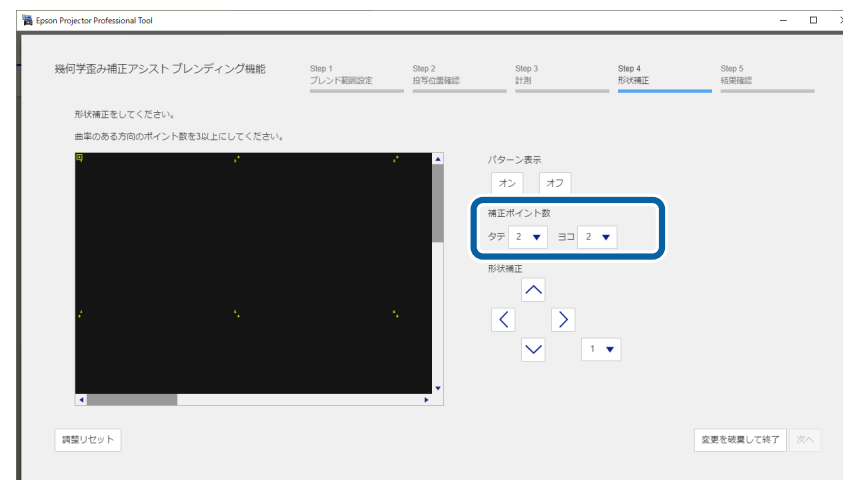 Epson Projector Professional Tool
幾何学歪み補正アシスト ブレンディング機能
Step 1
ブレンド範囲設定
Step 2
投写位置確認
Step 3
計測
Step 4
形状補正
Step 5
結果確認
形状補正をしてください。
曲率のある方向のポイント数を3以上にしてください。
パターン表示
オン オフ
補正ポイント数
タテ 2 ヨコ 2
形状補正
1
調整リセット
変更を破棄して終了 次へ